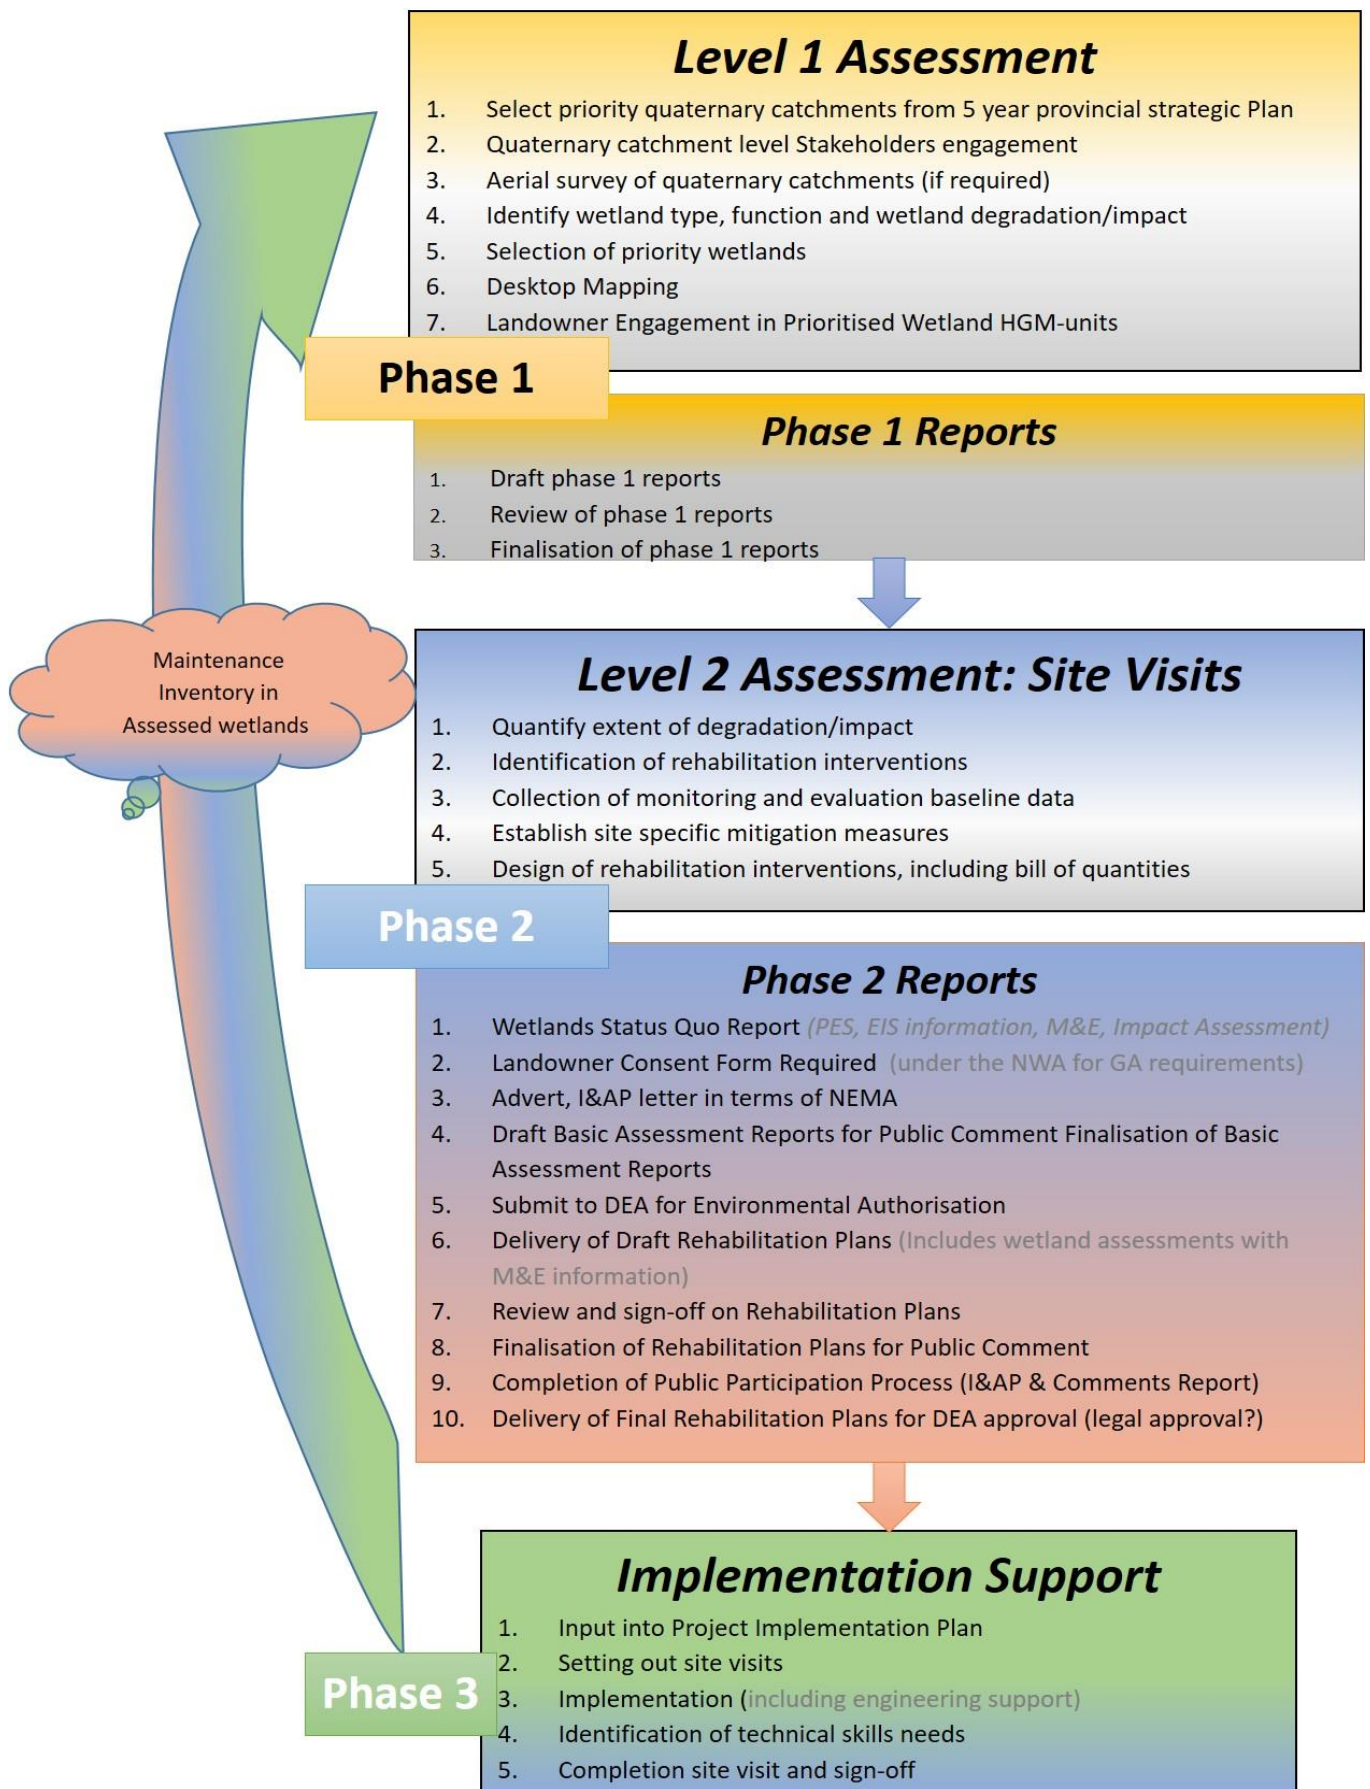 Level 1 Assessment
1. Select priority quaternary catchments from 5 year provincial strategic Plan
2. Quaternary catchment level Stakeholders engagement
3. Aerial survey of quaternary catchments (if required)
4. Identify wetland type, function and wetland degradation/impact
5. Selection of priority wetlands
6. Desktop Mapping
7. Landowner Engagement in Prioritised Wetland HGM-units
Phase 1
Phase 1 Reports
1. Draft phase 1 reports
2. Review of phase 1 reports
3. Finalisation of phase 1 reports
Maintenance
Inventory in
Assessed wetlands
Level 2 Assessment: Site Visits
1. Quantify extent of degradation/impact
2. Identification of rehabilitation interventions
3. Collection of monitoring and evaluation baseline data
4. Establish site specific mitigation measures
5. Design of rehabilitation interventions, including bill of quantities
Phase 2
Phase 2 Reports
1. Wetlands Status Quo Report (PES, EIS information, M&E, Impact Assessment)
2. Landowner Consent Form Required (under the NWA for GA requirements)
3. Advert, I&AP letter in terms of NEMA
4. Draft Basic Assessment Reports for Public Comment Finalisation of Basic
Assessment Reports
5. Submit to DEA for Environmental Authorisation
6. Delivery of Draft Rehabilitation Plans (Includes wetland assessments with
M&E information)
7. Review and sign-off on Rehabilitation Plans
8. Finalisation of Rehabilitation Plans for Public Comment
9. Completion of Public Participation Process (I&AP & Comments Report)
10. Delivery of Final Rehabilitation Plans for DEA approval (legal approval?)
Implementation Support
1. Input into Project Implementation Plan
2. Setting out site visits
Phase 3
3. Implementation (including engineering support)
4. Identification of technical skills needs
5. Completion site visit and sign-off